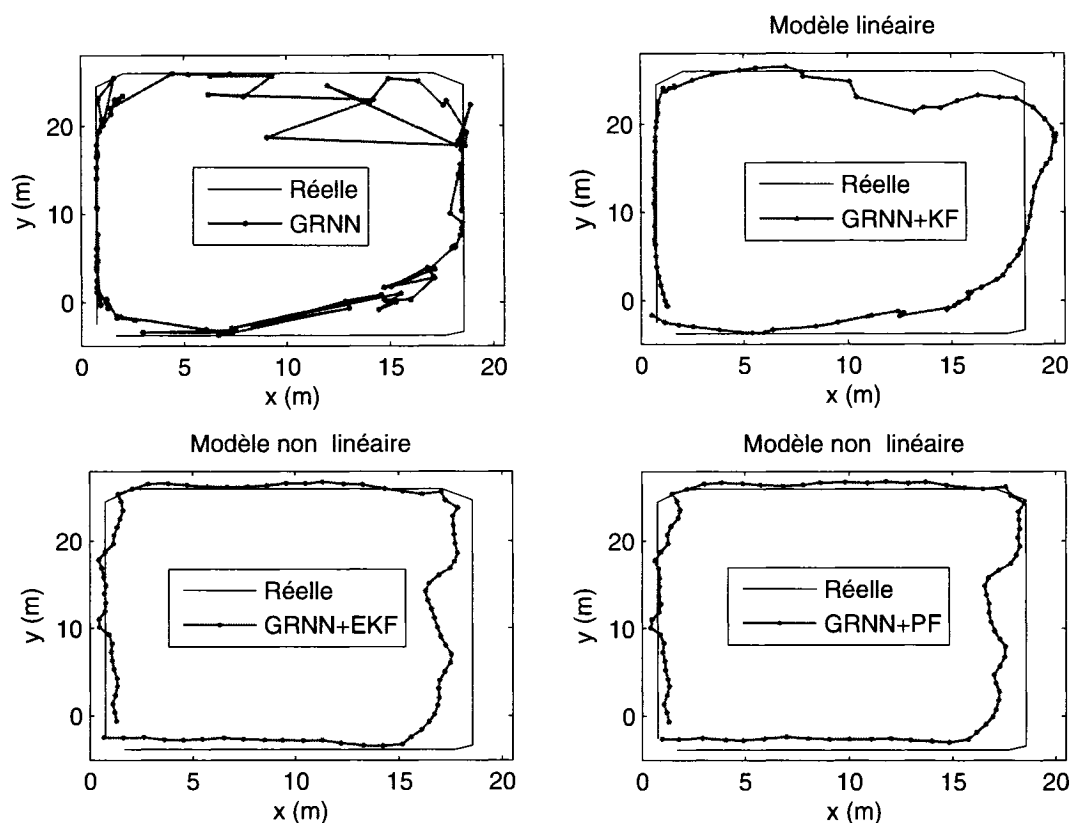 Modèle linéaire
20
10
0
y (m)
Réelle
GRNN
0 5 10 15 20
x (m)
20
10
0
y (m)
Réelle
GRNN+KF
0 5 10 15 20
x (m)
Modèle non linéaire
20
10
0
y (m)
Réelle
GRNN+EKF
0 5 10 15 20
x (m)
Modèle non linéaire
20
10
0
y (m)
Réelle
GRNN+PF
0 5 10 15 20
x (m)